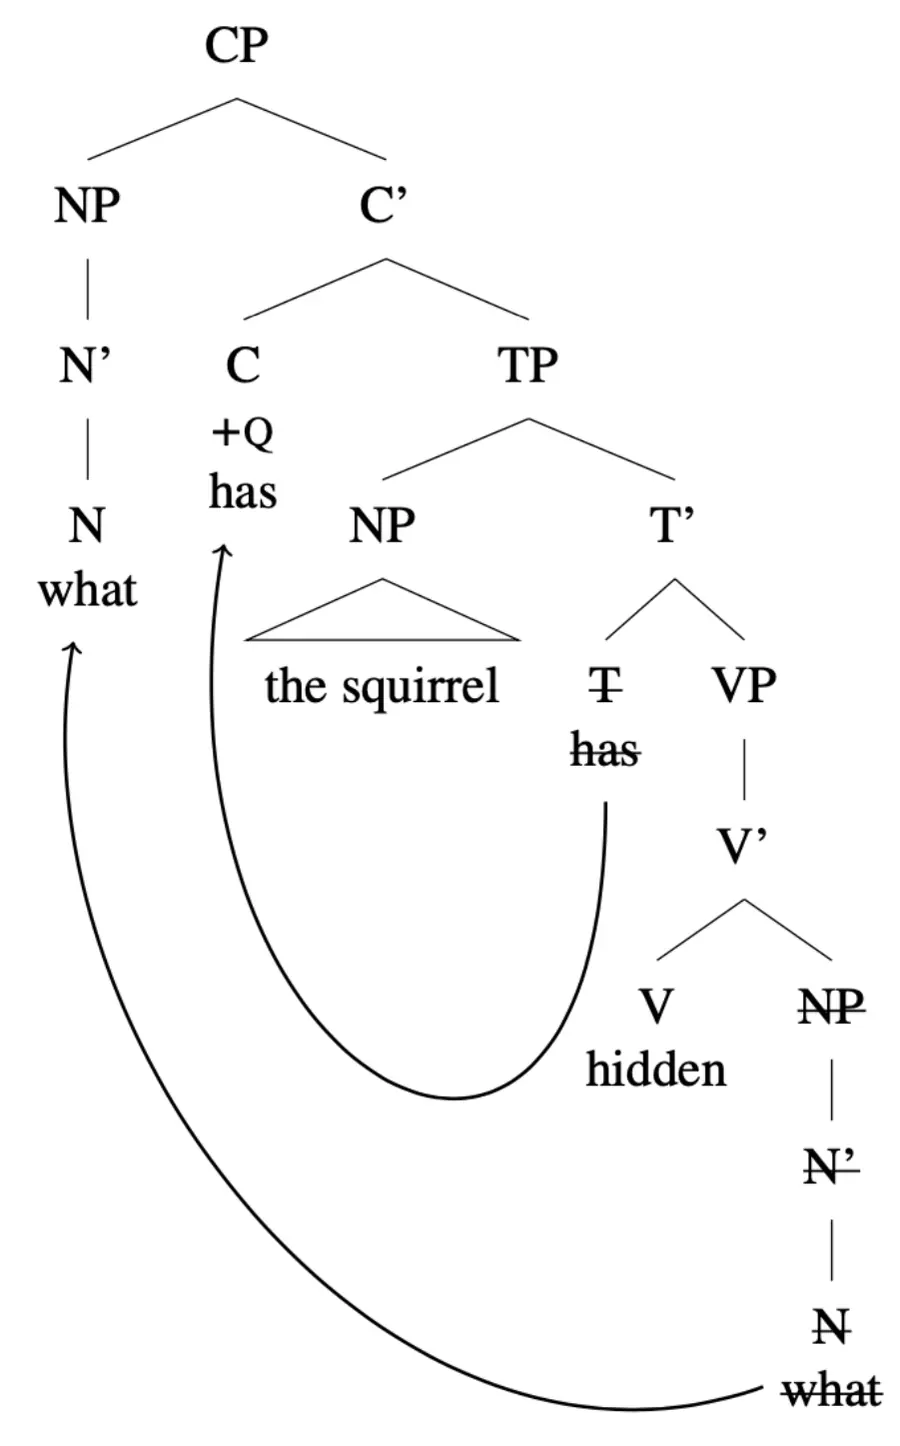 CP
NP C’
N’ C TP
+Q
N has NP T’
what
the squirrel T VP
has
V’
V NP
hidden
N’
N
what